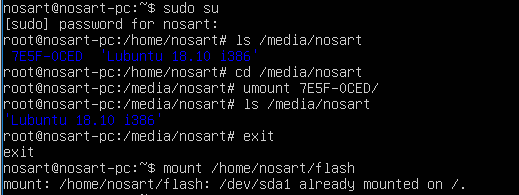 nosart@nosart-pc:~$ sudo su
[sudo] password for nosart:
root@nosart-pc:/home/nosart# ls /media/nosart
'7E5F-0CED' 'Lubuntu 16.10 i386'
root@nosart-pc:/home/nosart# cd /media/nosart
root@nosart-pc:/media/nosart# umount 7E5F-0CED/
root@nosart-pc:/media/nosart# ls /media/nosart
'Lubuntu 16.10 i386'
root@nosart-pc:/media/nosart# exit
exit
nosart@nosart-pc:~$ mount /home/nosart/flash
mount: /home/nosart/flash: /dev/sda1 already mounted on /.